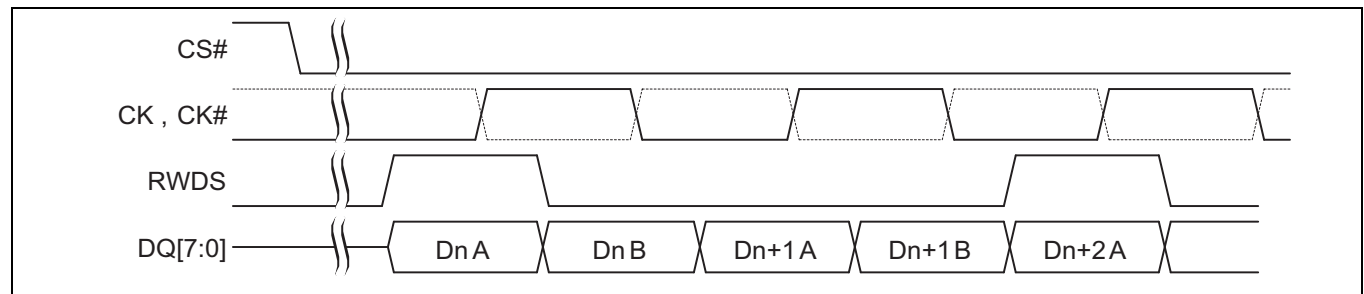 CS#
CK , CK#
RWDS
DQ[7:0]
Dn A Dn B Dn+1 A Dn+1 B Dn+2 A